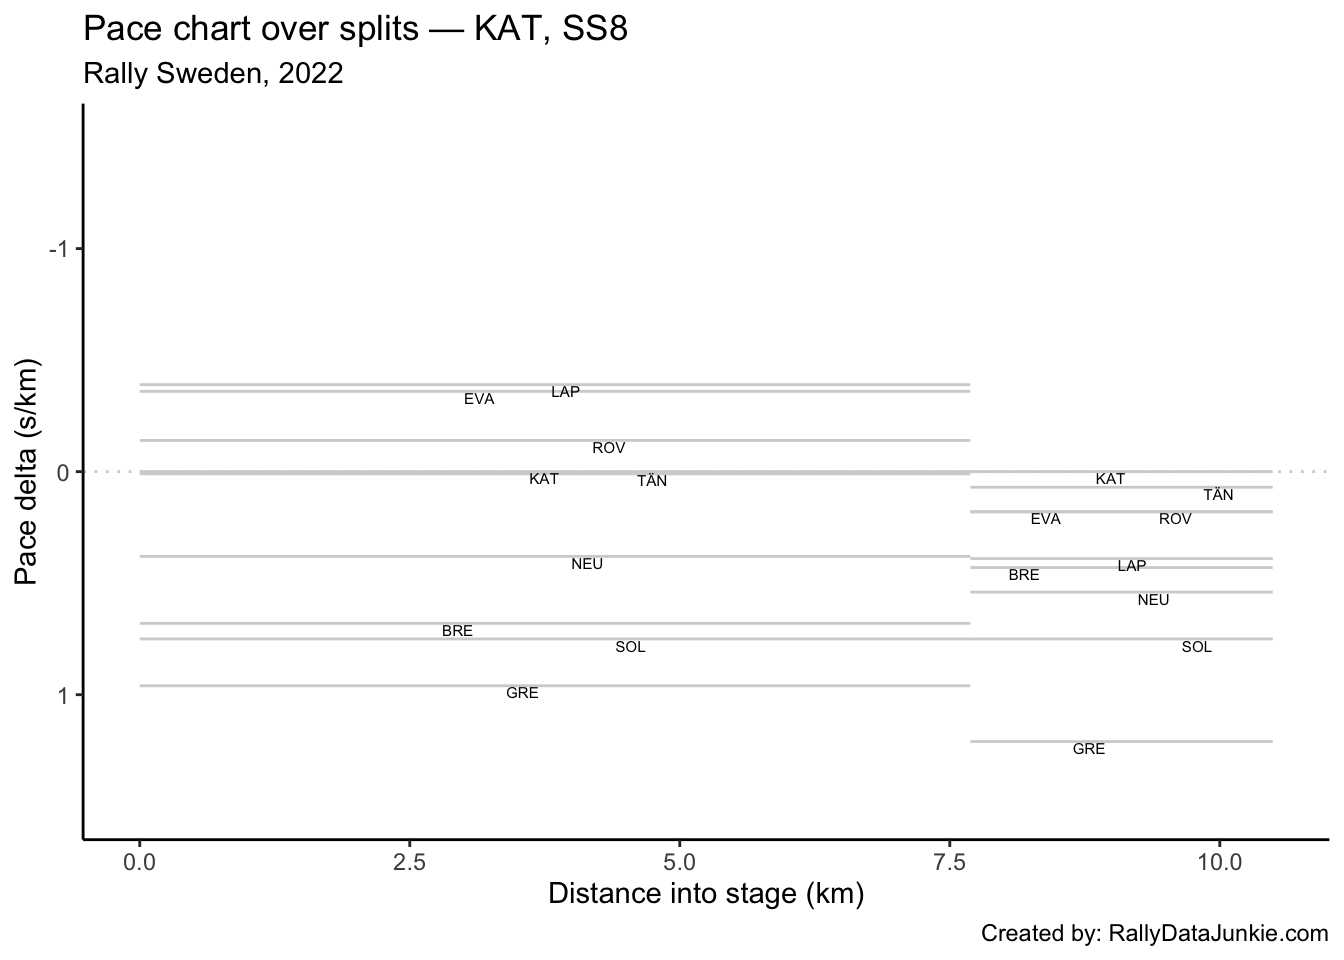 Pace chart over splits — KAT, SS8
Rally Sweden, 2022
Pace delta (s/km)
-1
0
1
LAP
EVA
ROV
KAT
TÄN
NEU
BRE
SOL
GRE
KAT
TÄN
EVA
ROV
LAP
BRE
NEU
SOL
GRE
0.0 2.5 5.0 7.5 10.0
Distance into stage (km)
Created by: RallyDataJunkie.com